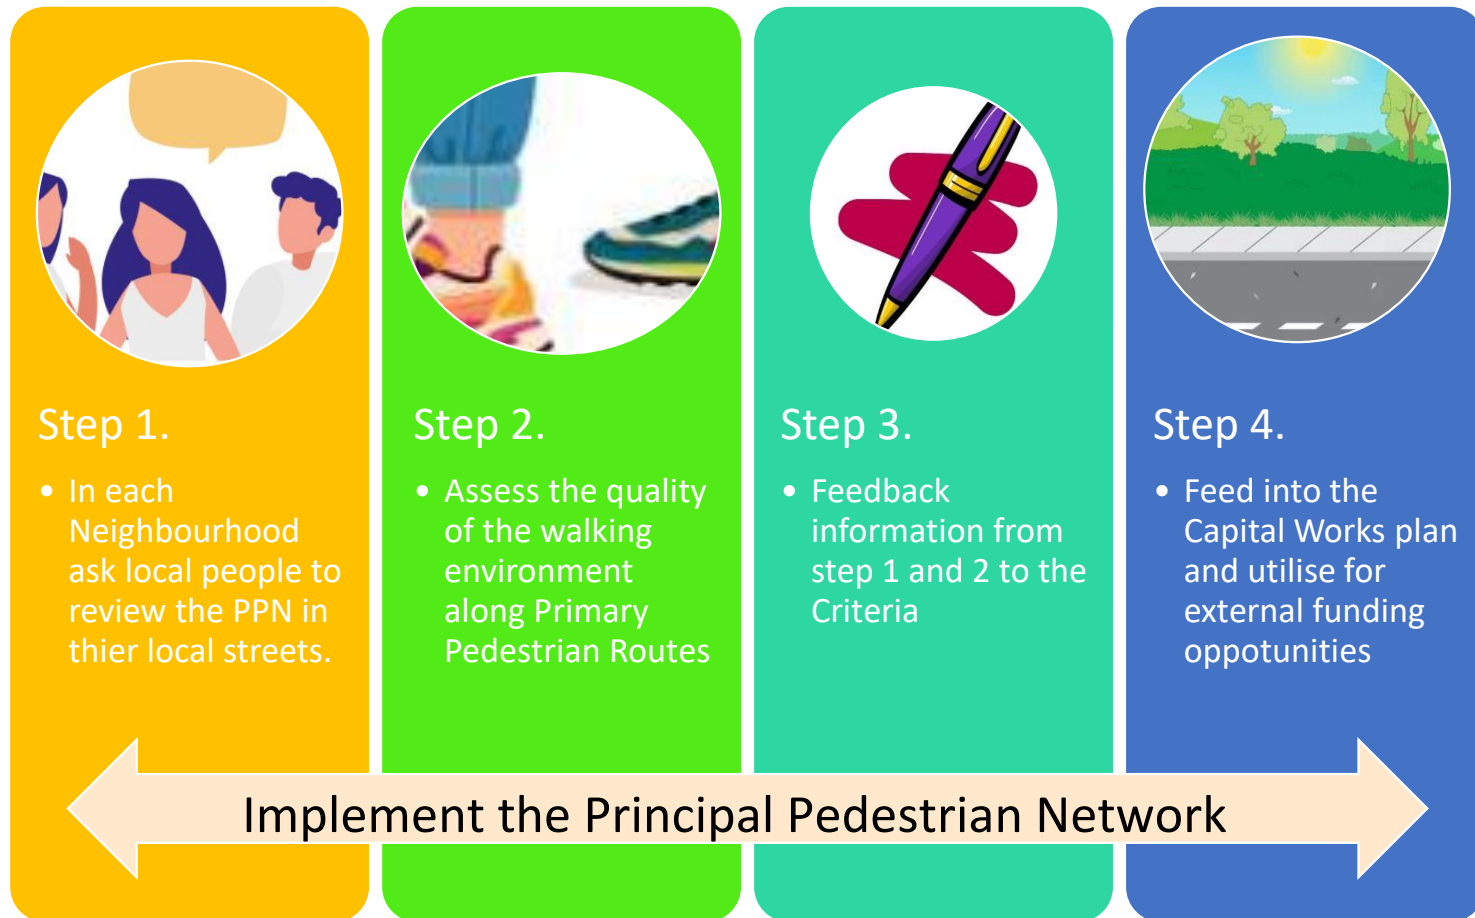 Step 1.
• In each
Neighbourhood
ask local people to
review the PPN in
thier local streets.
Step 2.
• Assess the quality
of the walking
environment
along Primary
Pedestrian Routes
Step 3.
• Feedback
information from
step 1 and 2 to the
Criteria
Step 4.
• Feed into the
Capital Works plan
and utilise for
external funding
oppotunities
Implement the Principal Pedestrian Network